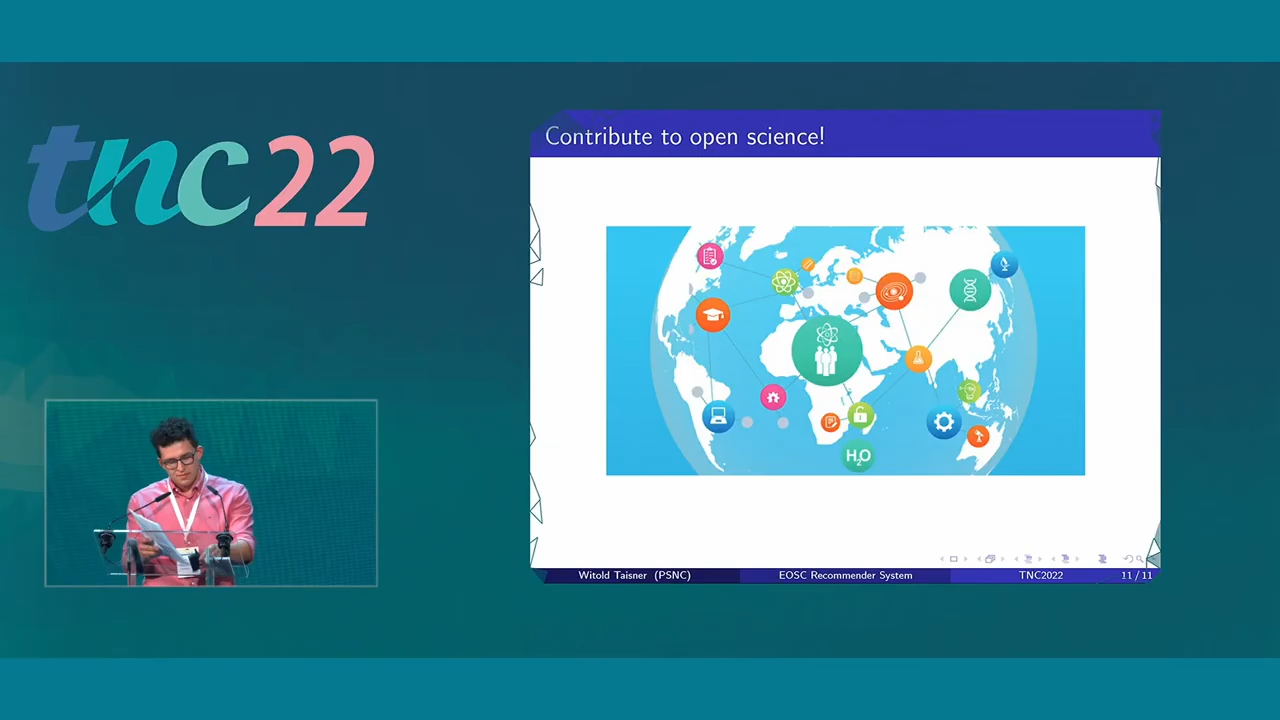 tnc22
Contribute to open science!
H2O
Witold Taisner (PSNC) EOSC Recommender System TNC2022 11 / 11